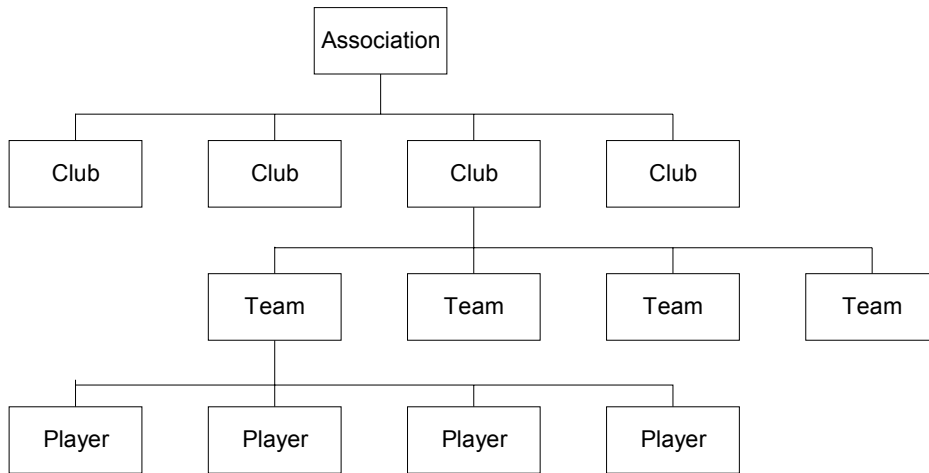 Association
Club Club Club Club
Team Team Team Team
Player Player Player Player